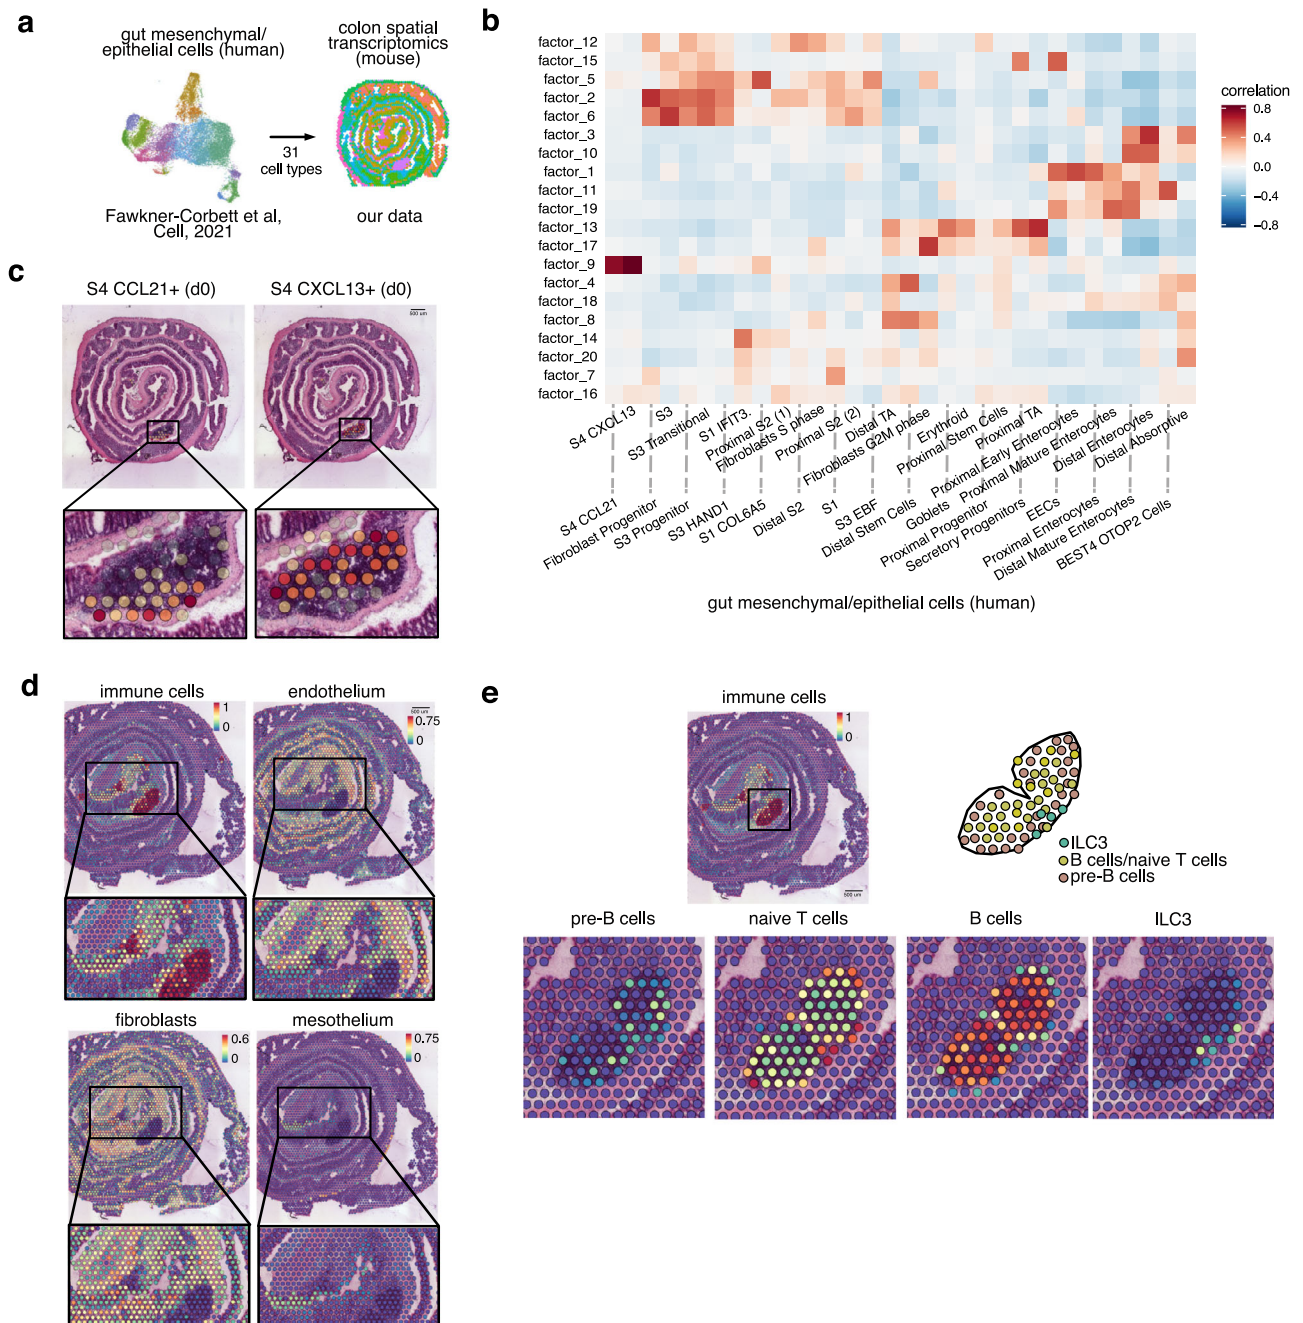 a
gut mesenchymal/
epithelial cells (human)
colon spatial
transcriptomics
(mouse)
31
cell types
Fawkner-Corbett et al,
Cell, 2021
our data
b
factor_12
factor_15
factor_5
factor_2
factor_6
factor_3
factor_10
factor_1
factor_11
factor_19
factor_13
factor_17
factor_9
factor_4
factor_18
factor_8
factor_14
factor_20
factor_7
factor_16
correlation
0.8
0.4
0.0
−0.4
−0.8
S4 CXCL13
S3
S3 Transitional
S1 IFIT3.
Proximal S2 (1)
Fibroblasts S phase
Proximal S2 (2)
Distal TA
Fibroblasts G2M phase
Erythroid
Proximal Stem Cells
Proximal TA
Proximal Early Enterocytes
Proximal Mature Enterocytes
Distal Enterocytes
Distal Absorptive
S4 CCL21
Fibroblast Progenitor
S3 Progenitor
S3 HAND1
S1 COL6A5
Distal S2
S1
S3 EBF
Distal Stem Cells
Goblets
Proximal Progenitor
Secretory Progenitors
EECs
Proximal Enterocytes
Distal Mature Enterocytes
BEST4 OTOP2 Cells
gut mesenchymal/epithelial cells (human)
c
S4 CCL21+ (d0)
S4 CXCL13+ (d0)
500 um
d
immune cells
1
0
endothelium
500 um
0.75
0
fibroblasts
0.6
0
mesothelium
0.75
0
e
immune cells
1
0
500 um
ILC3
B cells/naive T cells
pre-B cells
pre-B cells
naive T cells
B cells
ILC3